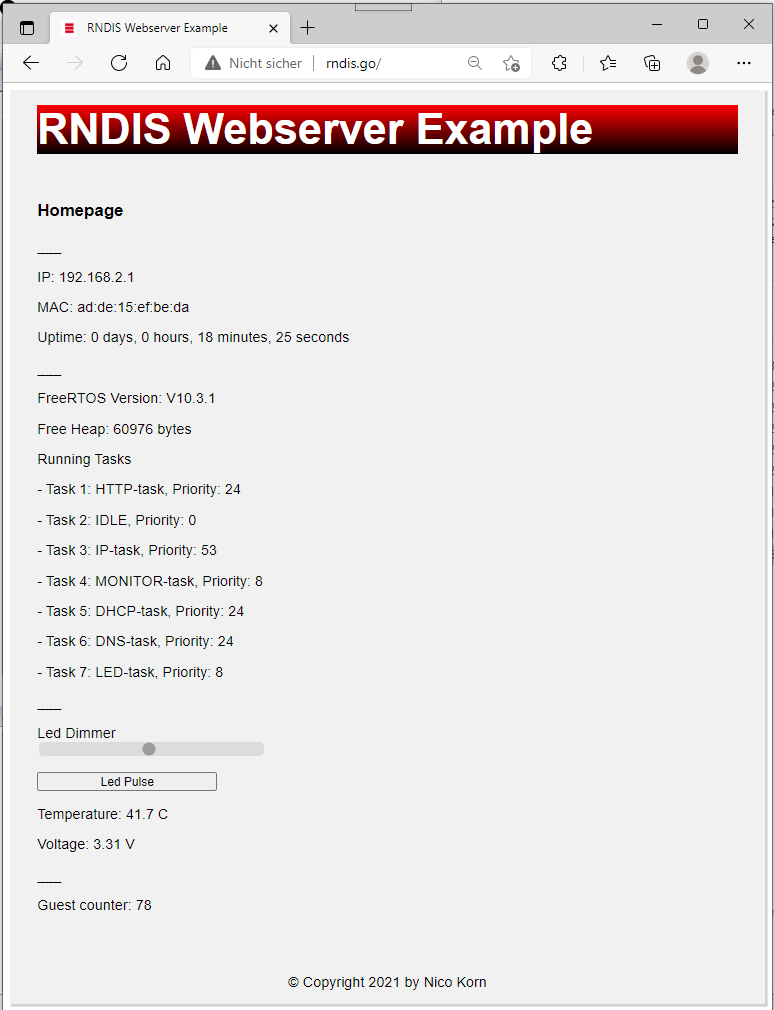 RNDIS Webserver Example
Nicht sicher | rndis.go/
RNDIS Webserver Example
Homepage
___
IP: 192.168.2.1
MAC: ad:de:15:ef:be:da
Uptime: 0 days, 0 hours, 18 minutes, 25 seconds
___
FreeRTOS Version: V10.3.1
Free Heap: 60976 bytes
Running Tasks
- Task 1: HTTP-task, Priority: 24
- Task 2: IDLE, Priority: 0
- Task 3: IP-task, Priority: 53
- Task 4: MONITOR-task, Priority: 8
- Task 5: DHCP-task, Priority: 24
- Task 6: DNS-task, Priority: 24
- Task 7: LED-task, Priority: 8
___
Led Dimmer
Led Pulse
Temperature: 41.7 C
Voltage: 3.31 V
___
Guest counter: 78
© Copyright 2021 by Nico Korn